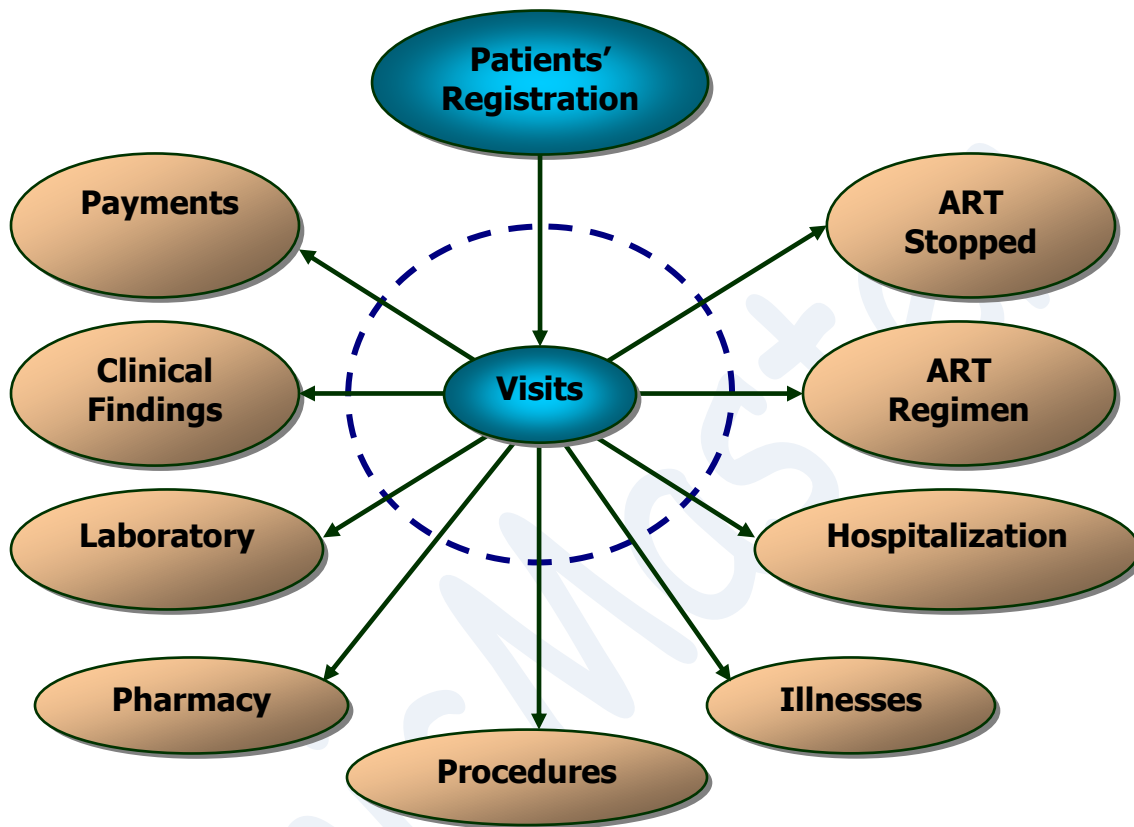 Patients’
Registration
Payments
ART
Stopped
Clinical
Findings
Visits
ART
Regimen
Laboratory
Hospitalization
Pharmacy
Illnesses
Procedures